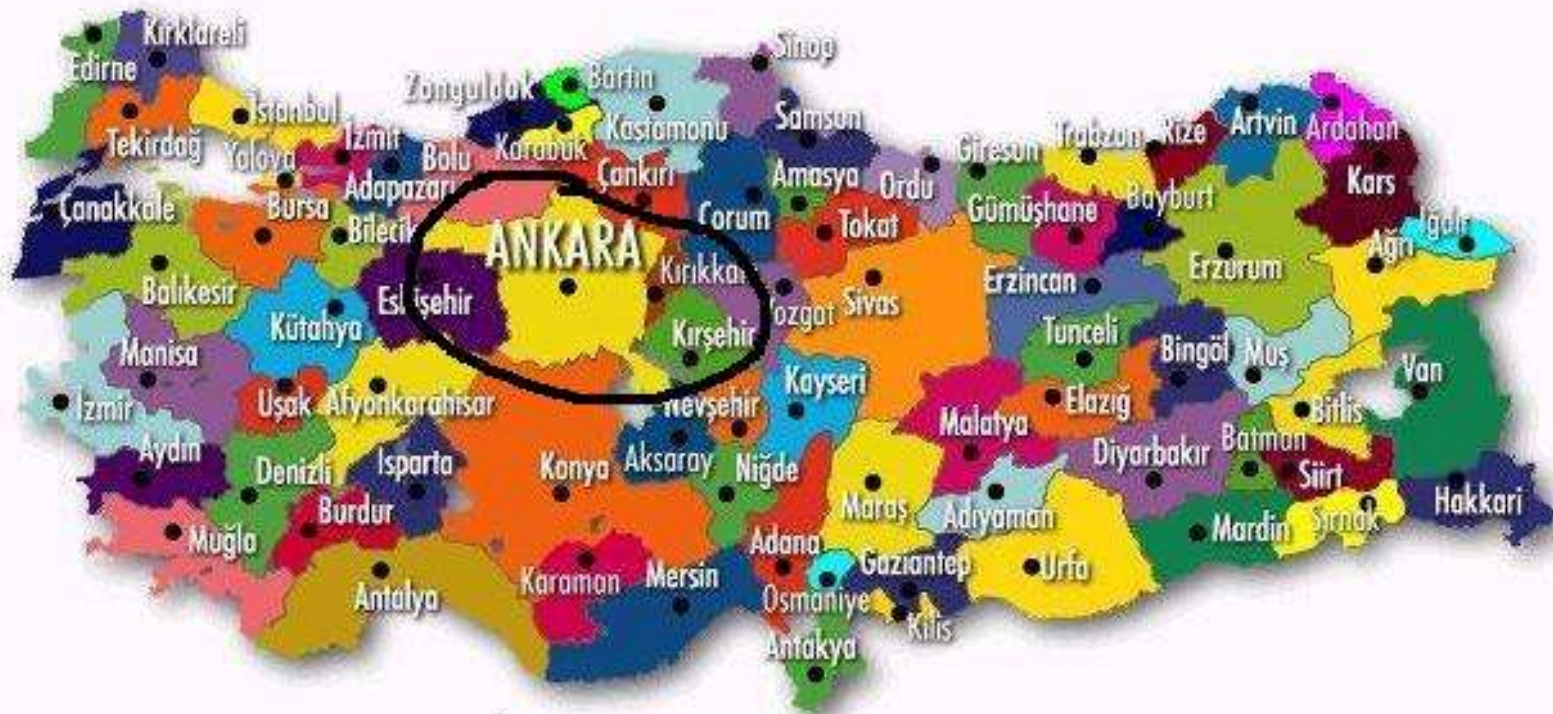 Kırklareli
Edirne
Tekirdağ
İstanbul
Yalova
İzmit
Adapazarı
Bolu
Zonguldak
Bartın
Karabük
Kastamonu
Sinop
Çankırı
Samsun
Amasya
Çorum
Ordu
Tokat
Giresun
Trabzon
Rize
Artvin
Ardahan
Kars
Gümüşhane
Bayburt
Iğdır
Ağrı
Erzurum
Erzincan
Çanakkale
Bursa
Bilecik
Balıkesir
Eskişehir
Kütahya
ANKARA
Kırıkkale
Kırşehir
Yozgat
Sivas
Tunceli
Bingöl
Muş
Van
Manisa
İzmir
Uşak
Afyonkarahisar
Nevşehir
Kayseri
Malatya
Elazığ
Diyarbakır
Batman
Bitlis
Siirt
Aydın
Denizli
Isparta
Konya
Aksaray
Niğde
Maraş
Adıyaman
Mardin
Şırnak
Hakkari
Muğla
Burdur
Antalya
Karaman
Mersin
Adana
Osmaniye
Gaziantep
Kilis
Urfa
Antakya